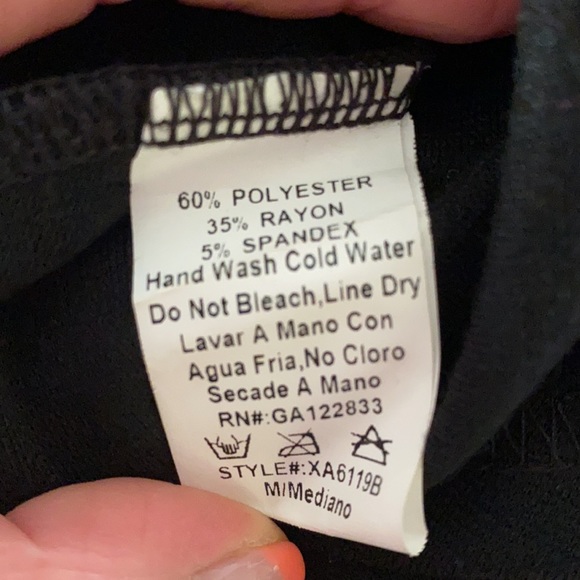 60% POLYESTER
35% RAYON
5% SPANDEX
Hand Wash Cold Water
Do Not Bleach,Line Dry
Lavar A Mano Con
Agua Fria,No Cloro
Secade A Mano
RN#:GA122833
STYLE#:XA6119B
M/Mediano